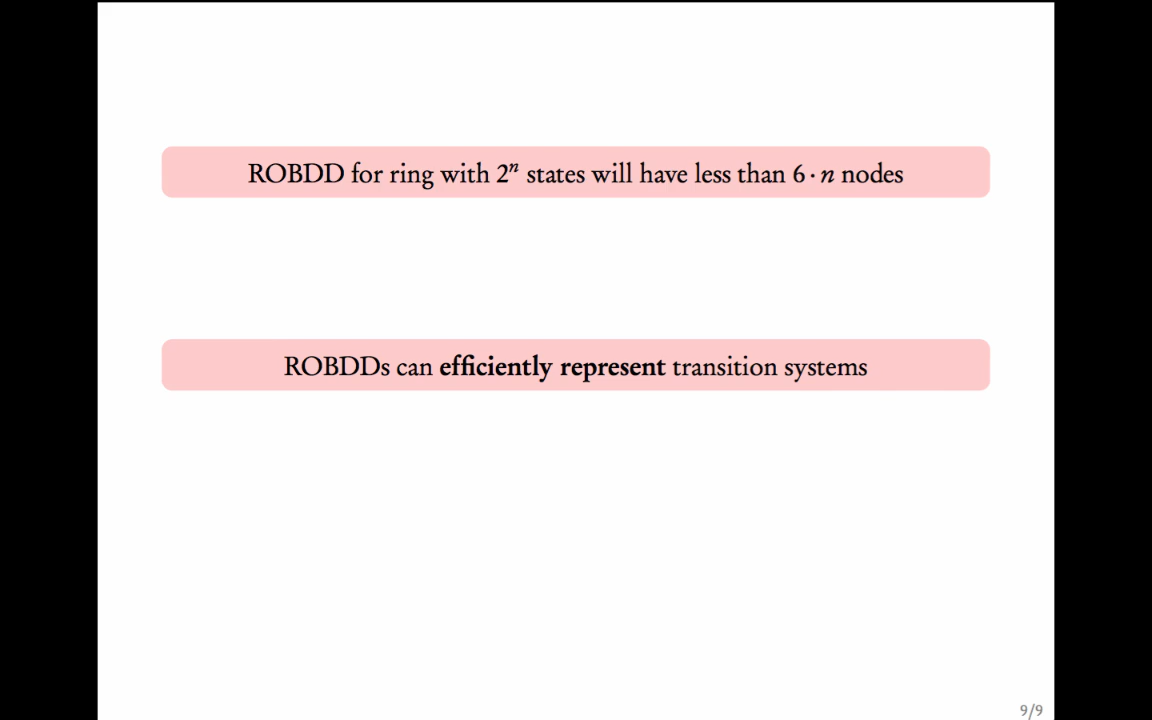 ROBDD for ring with 2ⁿ states will have less than 6 · n nodes
ROBDDs can efficiently represent transition systems
9/9